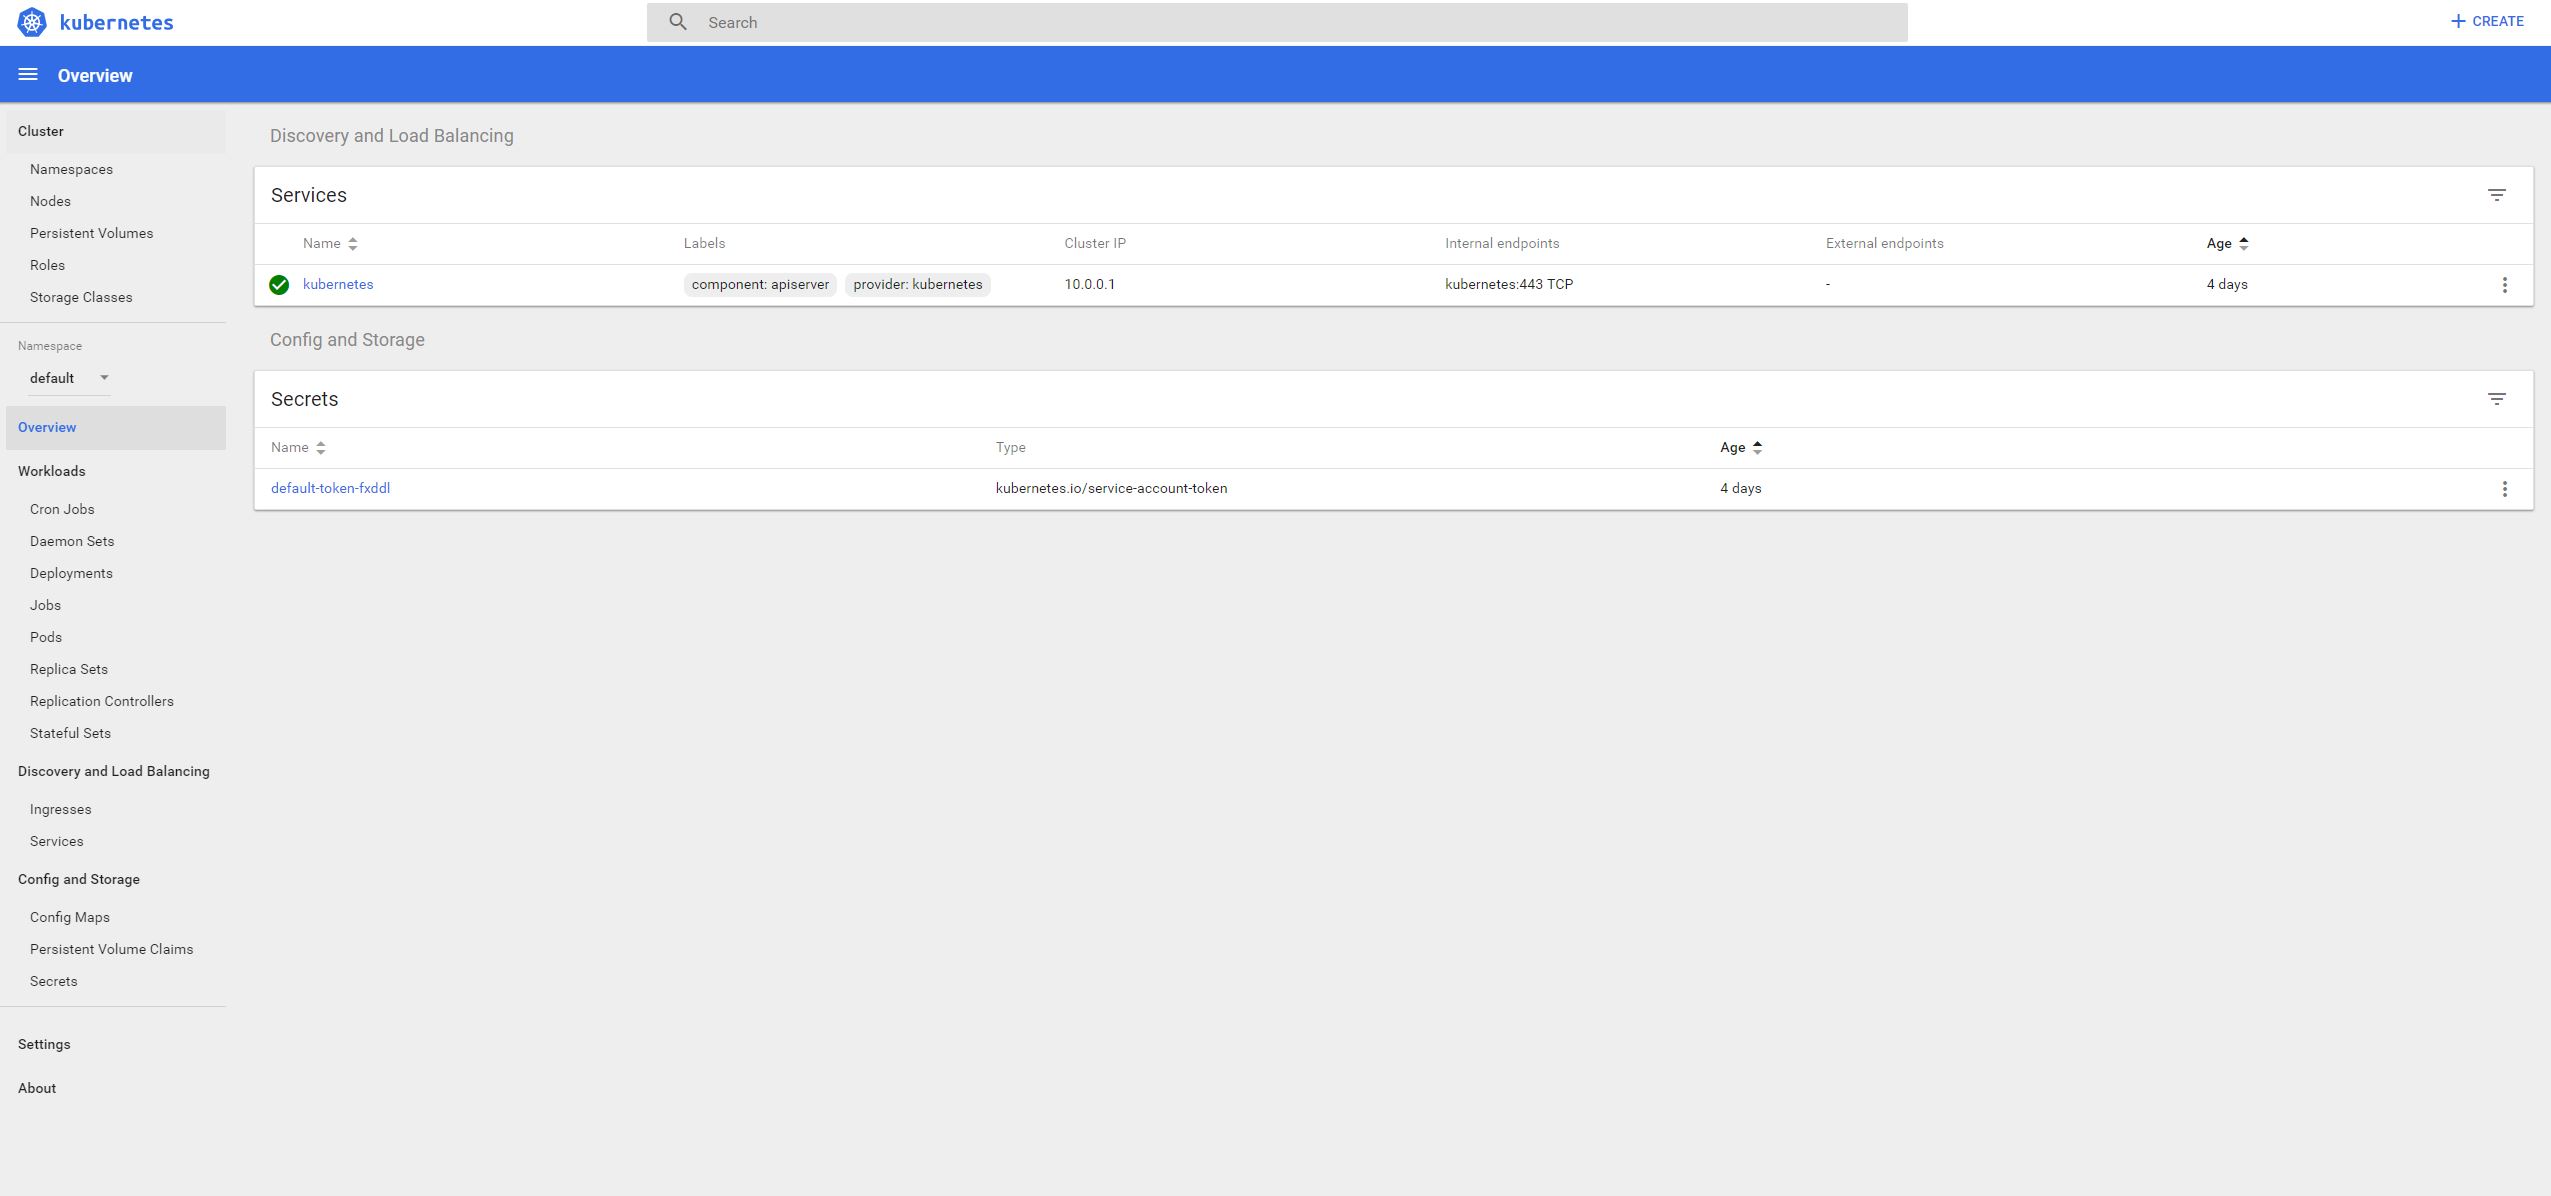 kubernetes
Search
CREATE
Overview
Cluster
Namespaces
Nodes
Persistent Volumes
Roles
Storage Classes
Namespace
default
Overview
Workloads
Cron Jobs
Daemon Sets
Deployments
Jobs
Pods
Replica Sets
Replication Controllers
Stateful Sets
Discovery and Load Balancing
Ingresses
Services
Config and Storage
Config Maps
Persistent Volume Claims
Secrets
Settings
About
Discovery and Load Balancing
Services
Name Labels Cluster IP Internal endpoints External endpoints Age
kubernetes component: apiserver provider: kubernetes 10.0.0.1 kubernetes:443 TCP - 4 days
Config and Storage
Secrets
Name Type Age
default-token-fxddl kubernetes.io/service-account-token 4 days